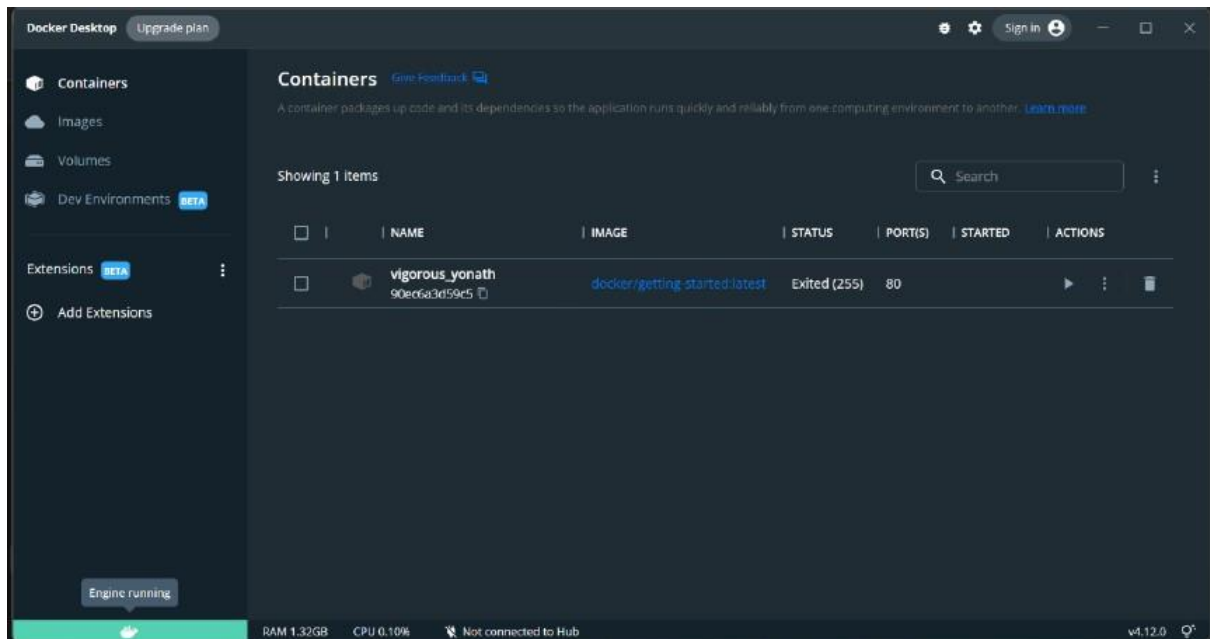 Docker Desktop Upgrade plan Sign in
Containers
Images
Volumes
Dev Environments BETA
Extensions BETA
Add Extensions
Containers Give Feedback
A container packages up code and its dependencies so the application runs quickly and reliably from one computing environment to another. Learn more
Showing 1 items Search
NAME IMAGE STATUS PORT(S) STARTED ACTIONS
vigorous_yonath docker/getting-started:latest Exited (255) 80
90ec6a3d59c5
Engine running
RAM 1.32GB CPU 0.10% Not connected to Hub v4.12.0